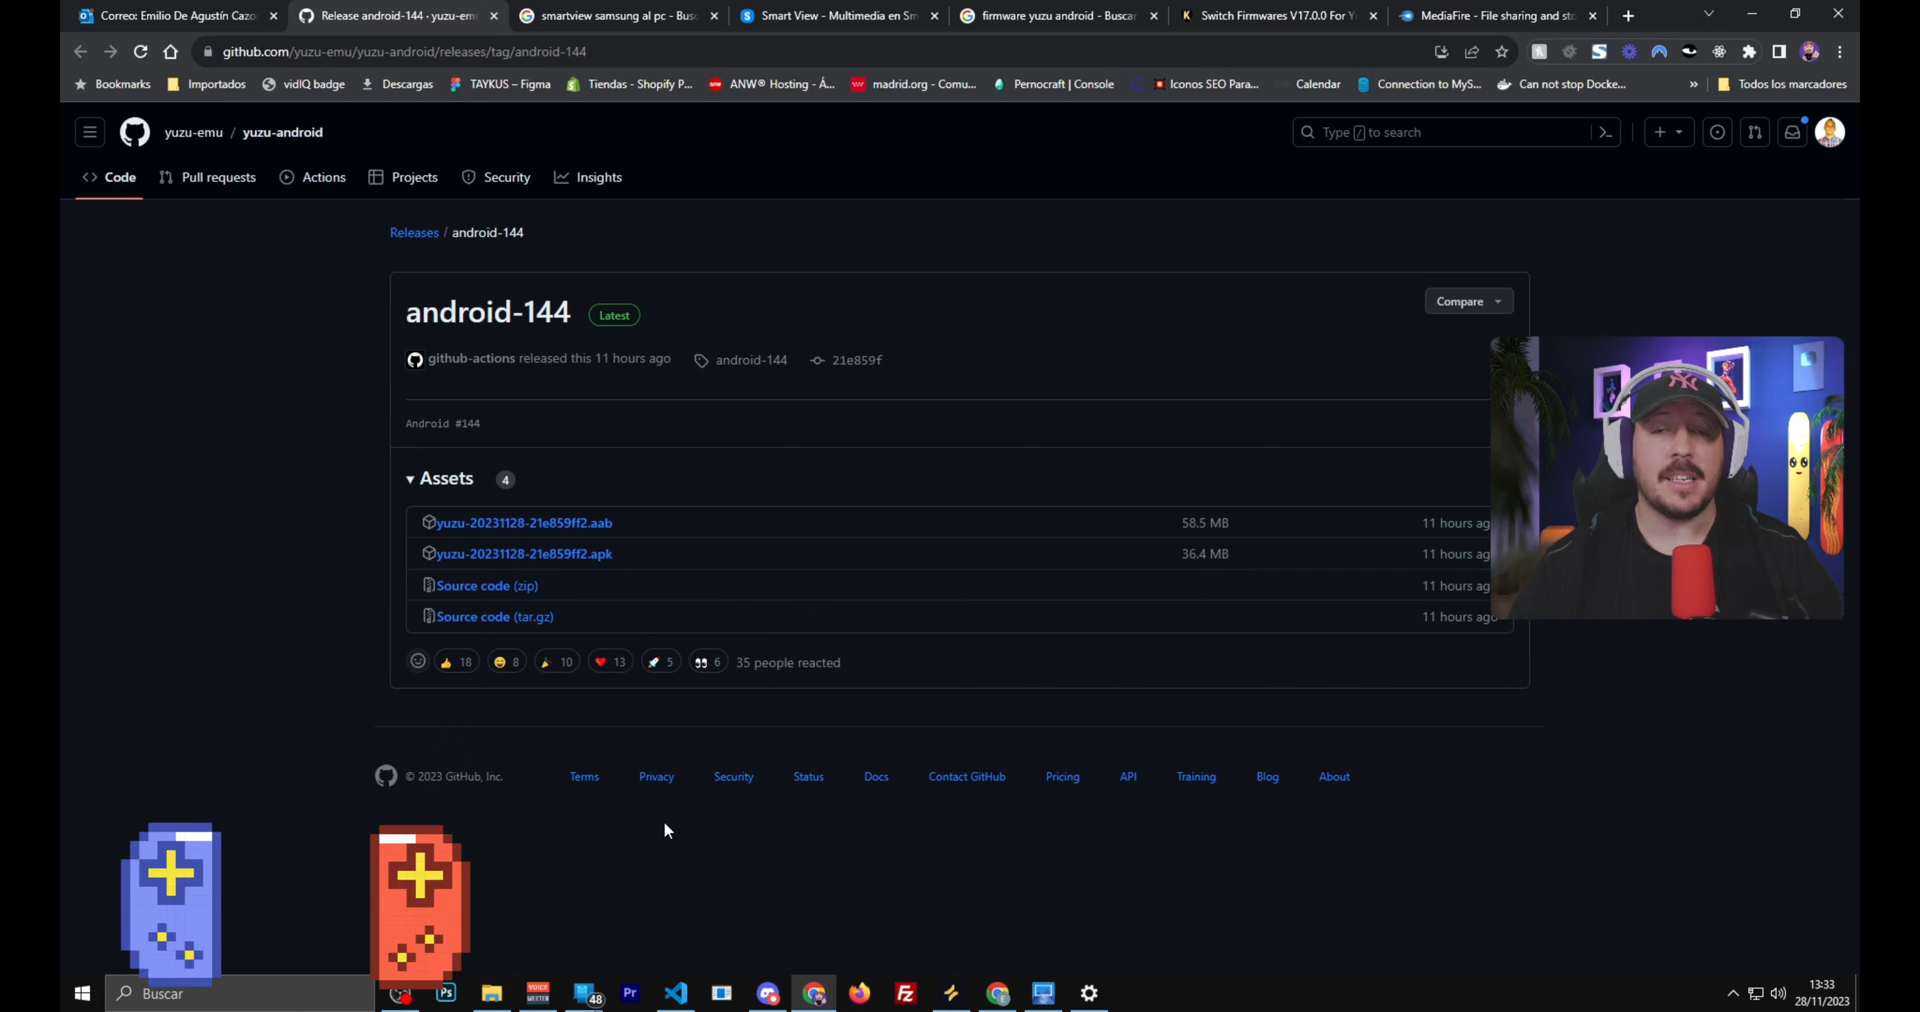 Correo: Emilio De Agustín Cazo
Release android-144 · yuzu-em
smartview samsung al pc - Bus
Smart View - Multimedia en Sm
firmware yuzu android - Buscar
Switch Firmwares V17.0.0 For Y
MediaFire - File sharing and sto
github.com/yuzu-emu/yuzu-android/releases/tag/android-144
Bookmarks
Importados
vidIQ badge
Descargas
TAYKUS – Figma
Tiendas - Shopify P...
ANW® Hosting - Á...
madrid.org - Comu...
Pernocraft | Console
Iconos SEO Para...
Calendar
Connection to MyS...
Can not stop Docke...
»
Todos los marcadores
yuzu-emu / yuzu-android
Type / to search
Code
Pull requests
Actions
Projects
Security
Insights
Releases / android-144
android-144
Latest
Compare
github-actions released this 11 hours ago
android-144
21e859f
Android #144
Assets 4
yuzu-20231128-21e859ff2.aab
58.5 MB
11 hours ag
yuzu-20231128-21e859ff2.apk
36.4 MB
11 hours ag
Source code (zip)
11 hours ag
Source code (tar.gz)
11 hours ago
18
8
10
13
5
6
35 people reacted
© 2023 GitHub, Inc.
Terms
Privacy
Security
Status
Docs
Contact GitHub
Pricing
API
Training
Blog
About
Buscar
Ps
VOICE
MEETER
48
Pr
Fz
E
13:33
28/11/2023